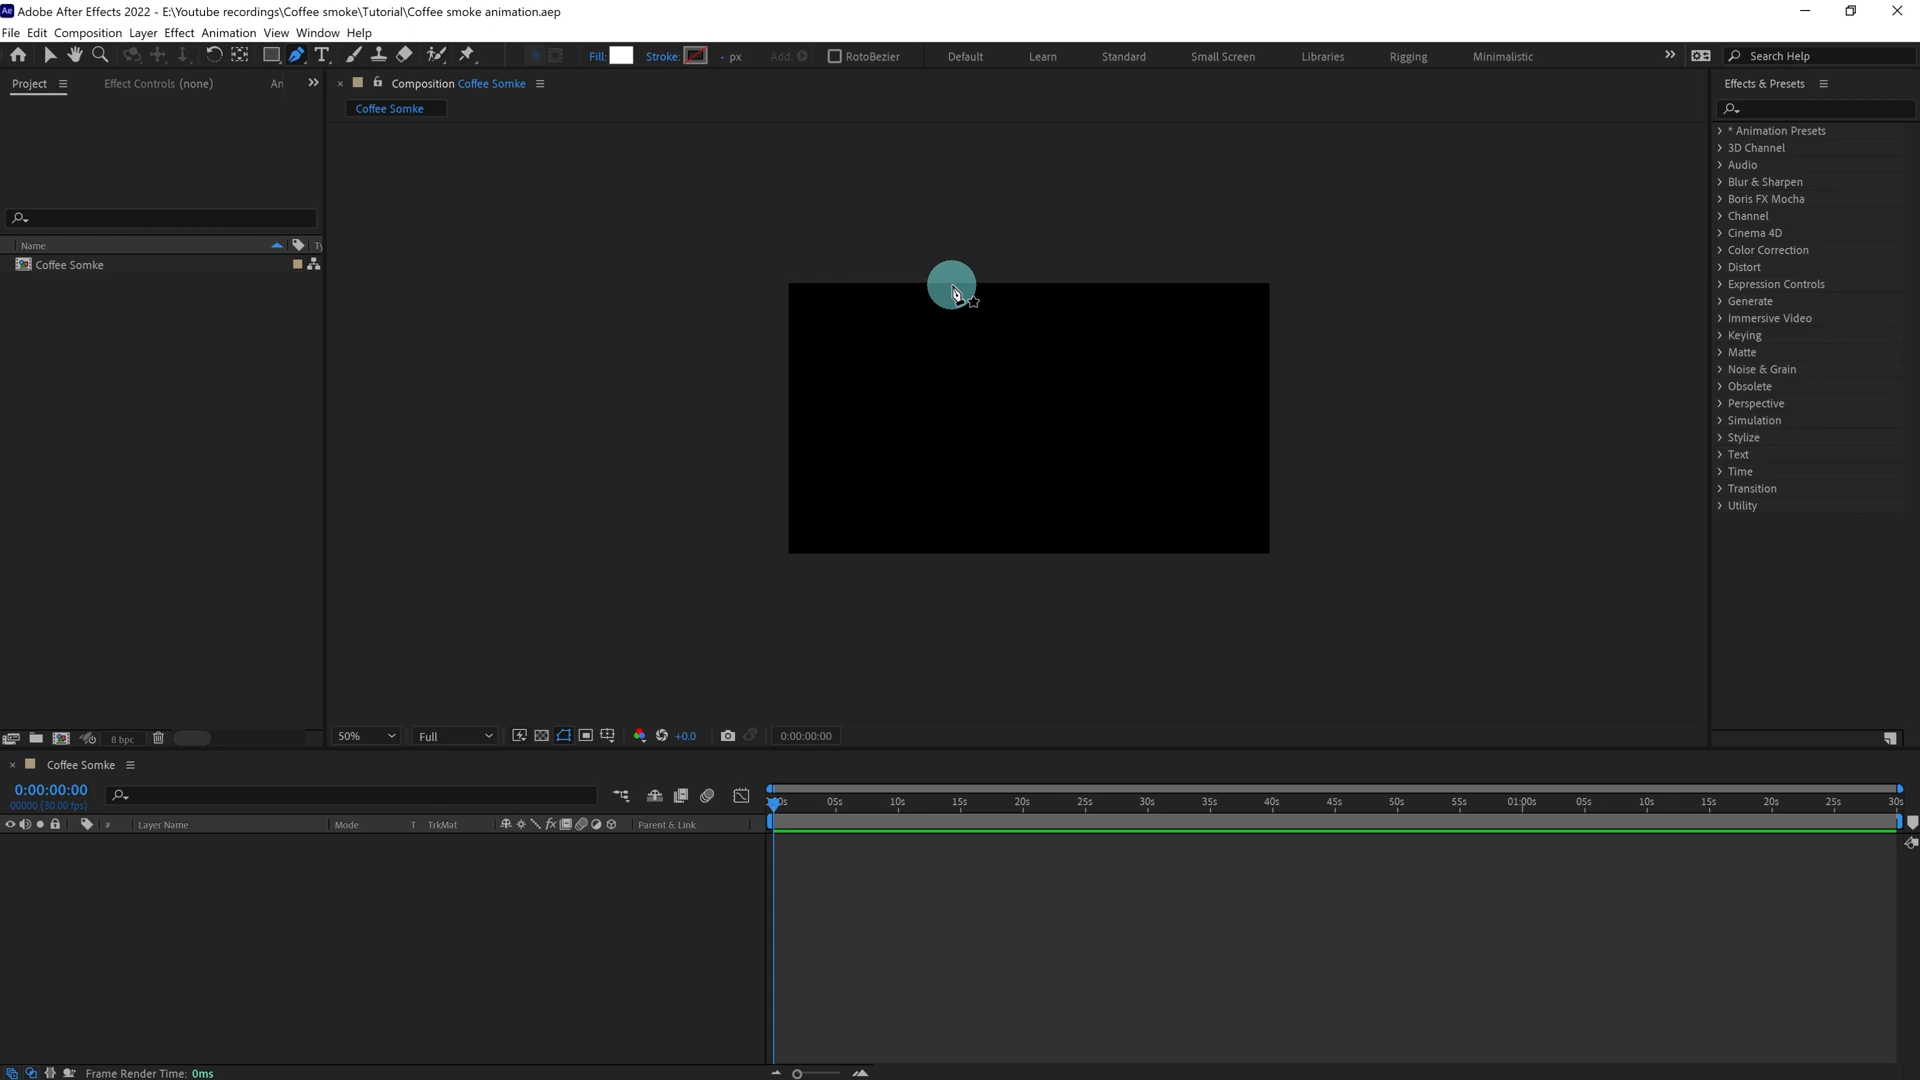 Ae Adobe After Effects 2022 - E:\Youtube recordings\Coffee smoke\Tutorial\Coffee smoke animation.aep
File Edit Composition Layer Effect Animation View Window Help
Fill: Stroke: - px Add: RotoBezier Default Learn Standard Small Screen Libraries Rigging Minimalistic Search Help
Project Effect Controls (none) An Composition Coffee Somke Effects & Presets
Coffee Somke
* Animation Presets
3D Channel
Audio
Blur & Sharpen
Boris FX Mocha
Channel
Cinema 4D
Color Correction
Distort
Expression Controls
Generate
Immersive Video
Keying
Matte
Noise & Grain
Obsolete
Perspective
Simulation
Stylize
Text
Time
Transition
Utility
Name Ty
Coffee Somke
8 bpc
50% Full +0.0 0:00:00:00
Coffee Somke
0:00:00:00
00000 (30.00 fps)
05s 10s 15s 20s 25s 30s 35s 40s 45s 50s 55s 01:00s 05s 10s 15s 20s 25s 30s
# Layer Name Mode T TrkMat fx Parent & Link
Frame Render Time: 0ms